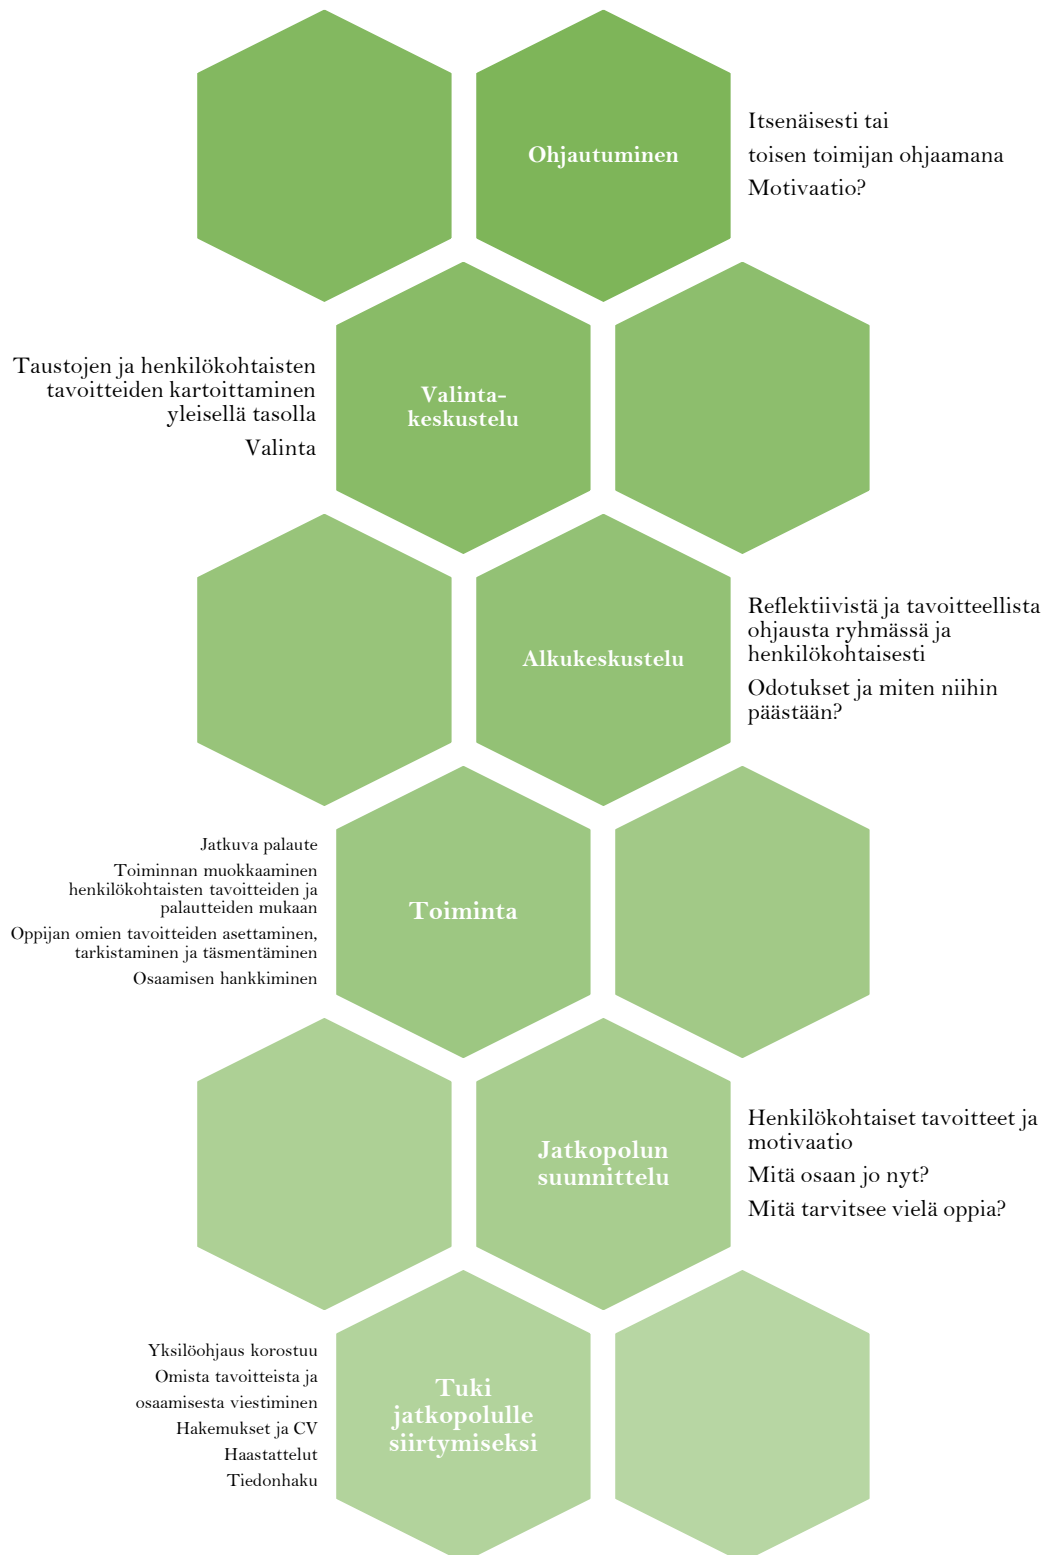 Ohjautuminen
Itsenäisesti tai
toisen toimijan ohjaamana
Motivaatio?
Taustojen ja henkilökohtaisten
tavoitteiden kartoittaminen
yleisellä tasolla
Valinta
Valinta-
keskustelu
Alkukeskustelu
Reflektiivistä ja tavoitteellista
ohjausta ryhmässä ja
henkilökohtaisesti
Odotukset ja miten niihin
päästään?
Jatkuva palaute
Toiminnan muokkaaminen
henkilökohtaisten tavoitteiden ja
palautteiden mukaan
Oppijan omien tavoitteiden asettaminen,
tarkistaminen ja täsmentäminen
Osaamisen hankkiminen
Toiminta
Jatkopolun
suunnittelu
Henkilökohtaiset tavoitteet ja
motivaatio
Mitä osaan jo nyt?
Mitä tarvitsee vielä oppia?
Yksilöohjaus korostuu
Omista tavoitteista ja
osaamisesta viestiminen
Hakemukset ja CV
Haastattelut
Tiedonhaku
Tuki
jatkopolulle
siirtymiseksi